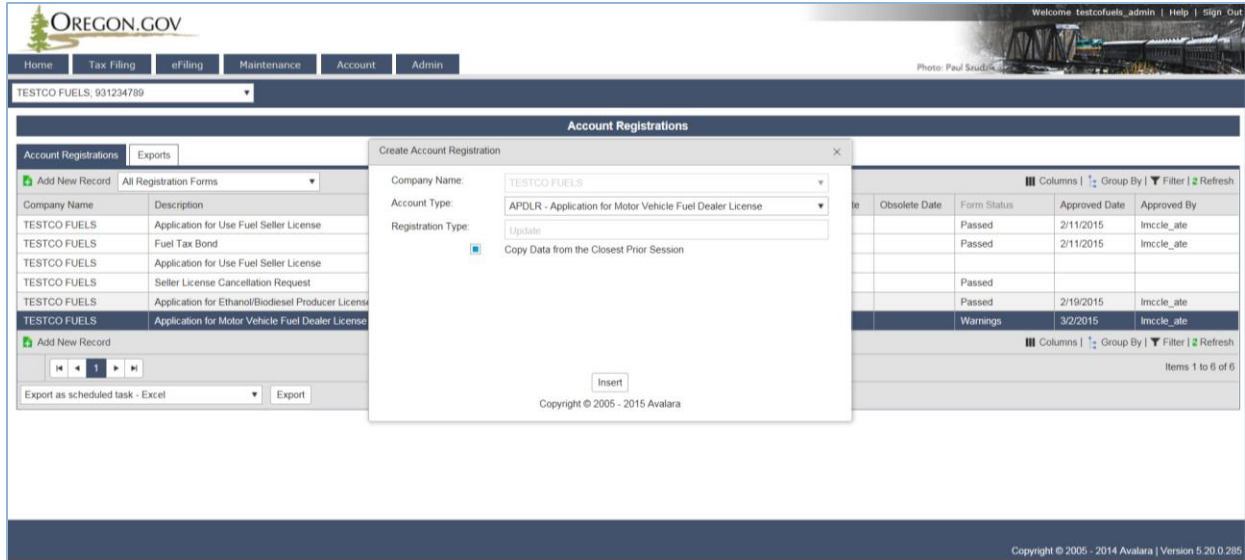 Welcome testcofuels_admin | Help | Sign Out
OREGON.GOV
Home Tax Filing eFiling Maintenance Account Admin
Photo: Paul
TESTCO FUELS, 931234789
Account Registrations
Account Registrations Exports
Create Account Registration
Add New Record All Registration Forms
Columns | Group By | Filter | Refresh
Company Name Description Obsolete Date Form Status Approved Date Approved By
TESTCO FUELS Application for Use Fuel Seller License Passed 2/11/2015 lmccle_ate
TESTCO FUELS Fuel Tax Bond Passed 2/11/2015 lmccle_ate
TESTCO FUELS Application for Use Fuel Seller License
TESTCO FUELS Seller License Cancellation Request Passed
TESTCO FUELS Application for Ethanol/Biodiesel Producer License Passed 2/19/2015 lmccle_ate
TESTCO FUELS Application for Motor Vehicle Fuel Dealer License Warnings 3/2/2015 lmccle_ate
Company Name: TESTCO FUELS
Account Type: APDLR - Application for Motor Vehicle Fuel Dealer License
Registration Type: Update
Copy Data from the Closest Prior Session
Insert
Copyright © 2005 - 2015 Avalara
Add New Record Columns | Group By | Filter | Refresh
1 Items 1 to 6 of 6
Export as scheduled task - Excel Export
Copyright © 2005 - 2014 Avalara | Version 5.20.0.285